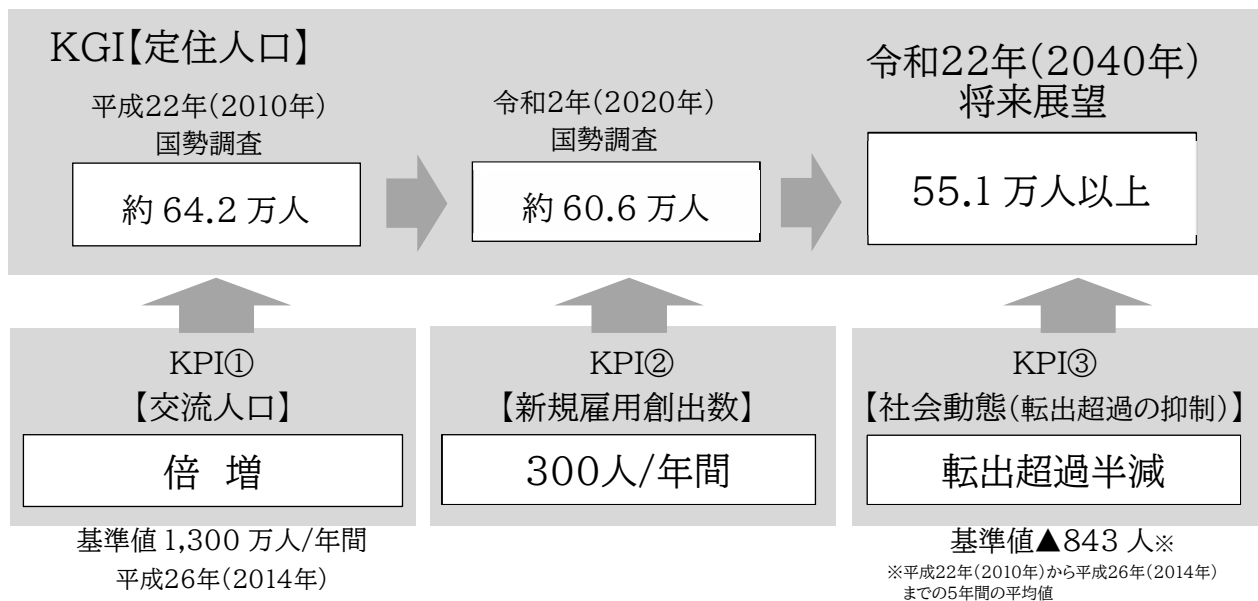 KGI【定住人口】
平成22年(2010年)
国勢調査
約 64.2 万人
令和2年(2020年)
国勢調査
約 60.6 万人
令和22年(2040年)
将来展望
55.1 万人以上
KPI①
【交流人口】
倍 増
基準値 1,300 万人/年間
平成26年(2014年)
KPI②
【新規雇用創出数】
300人/年間
KPI③
【社会動態(転出超過の抑制)】
転出超過半減
基準値▲843 人※
※平成22年(2010年)から平成26年(2014年)
までの5年間の平均値